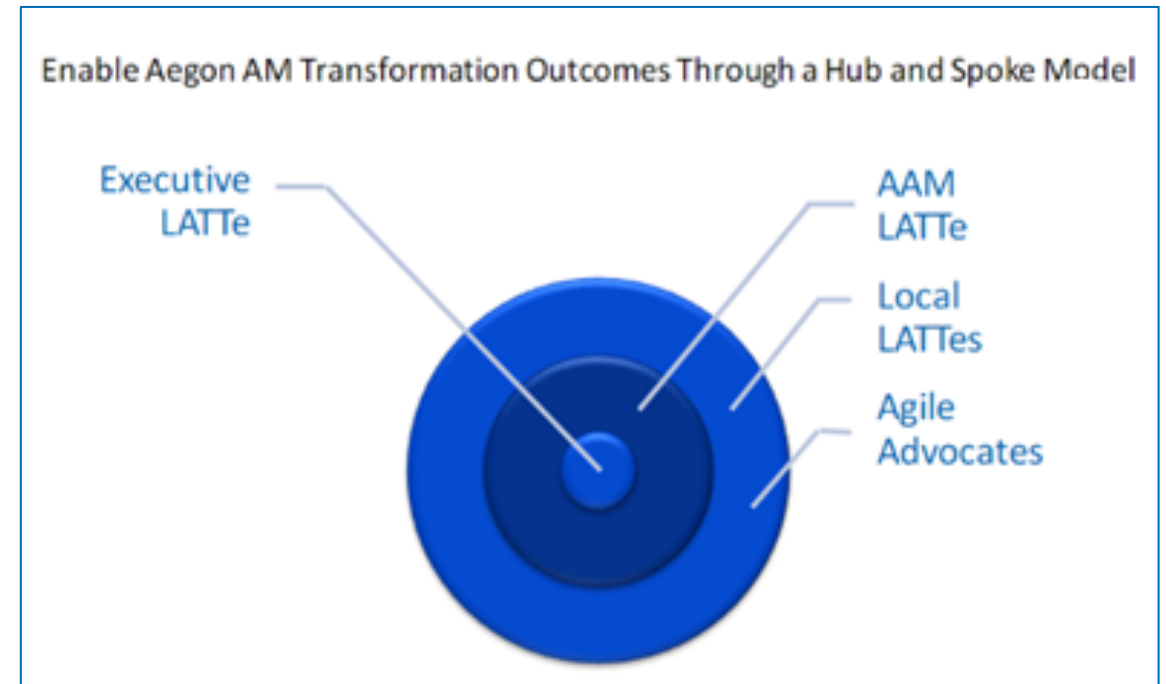 Enable Aegon AM Transformation Outcomes Through a Hub and Spoke Model
Executive
LATTe
AAM
LATTe
Local
LATTes
Agile
Advocates